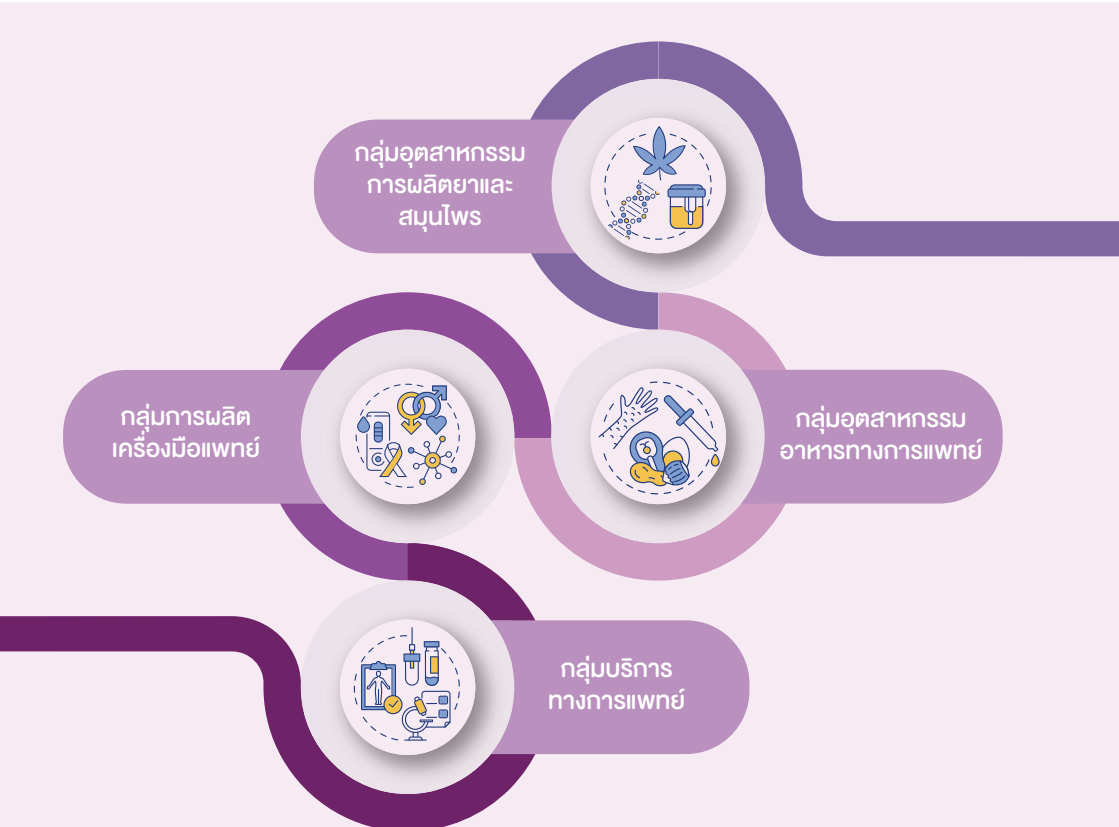 กลุ่มอุตสาหกรรม
การผลิตยาและ
สมุนไพร
กลุ่มการผลิต
เครื่องมือแพทย์
กลุ่มอุตสาหกรรม
อาหารทางการแพทย์
กลุ่มบริการ
ทางการแพทย์